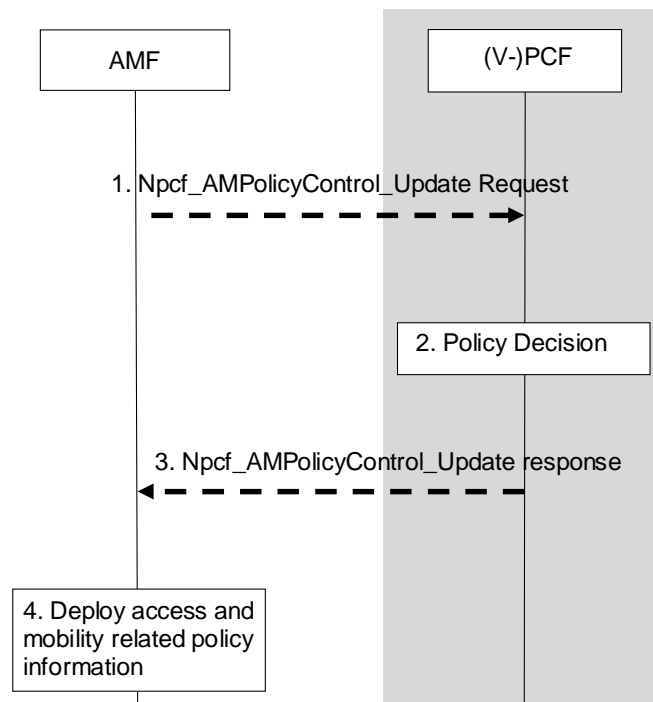 AMF
(V-)PCF
1. Npcf_AMPolicyControl_Update Request
2. Policy Decision
3. Npcf_AMPolicyControl_Update response
4. Deploy access and
mobility related policy
information